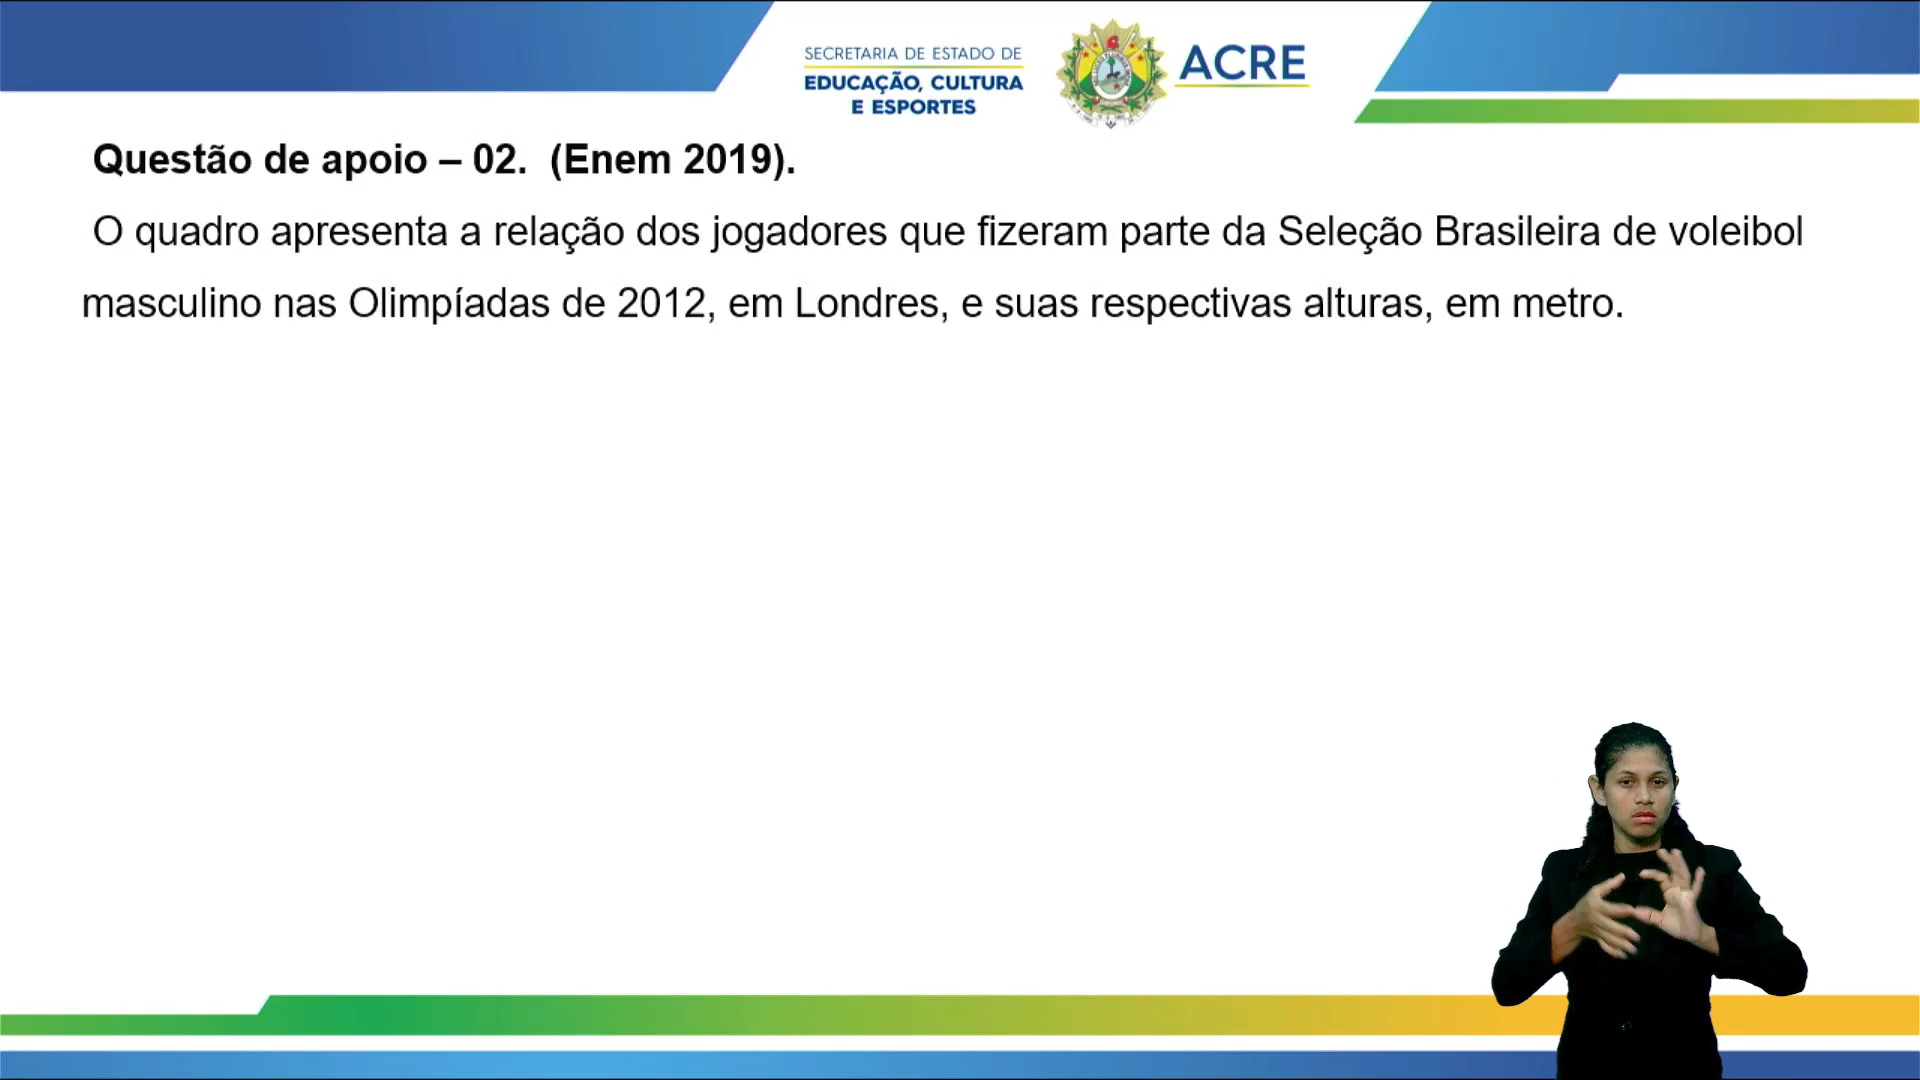 SECRETARIA DE ESTADO DE
EDUCAÇÃO, CULTURA
E ESPORTES
ACRE
Questão de apoio – 02. (Enem 2019).
O quadro apresenta a relação dos jogadores que fizeram parte da Seleção Brasileira de voleibol
masculino nas Olimpíadas de 2012, em Londres, e suas respectivas alturas, em metro.